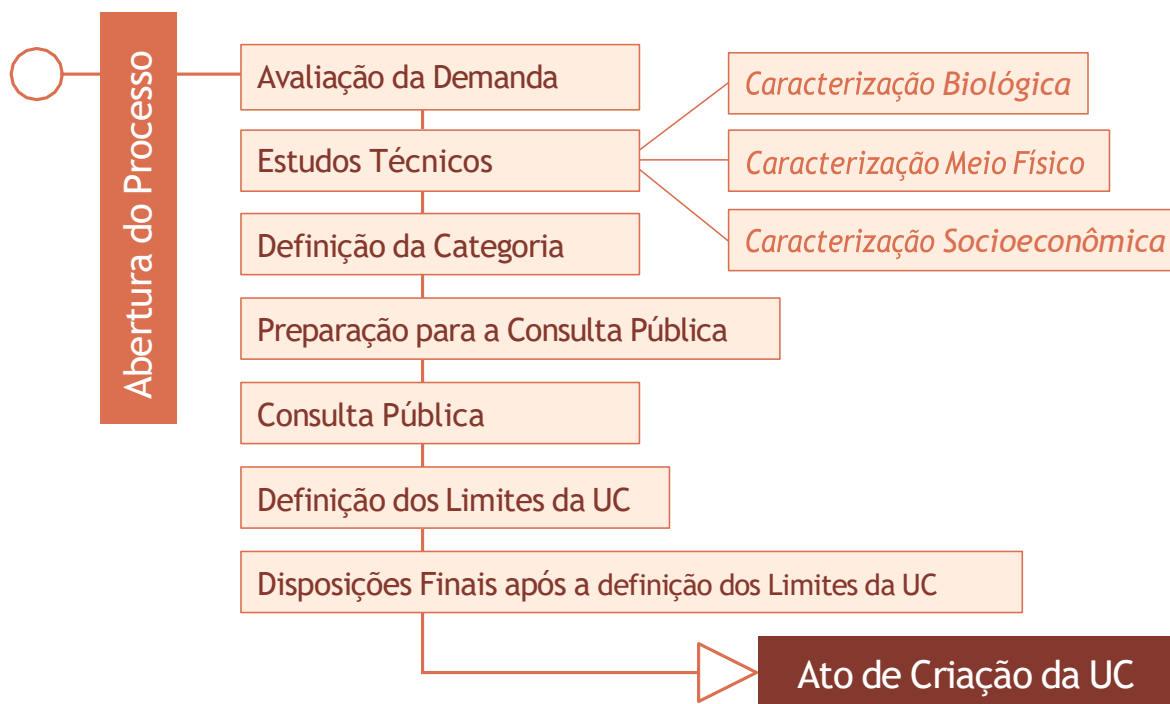 Abertura do Processo
Avaliação da Demanda
Estudos Técnicos
Caracterização Biológica
Caracterização Meio Físico
Caracterização Socioeconômica
Definição da Categoria
Preparação para a Consulta Pública
Consulta Pública
Definição dos Limites da UC
Disposições Finais após a definição dos Limites da UC
Ato de Criação da UC